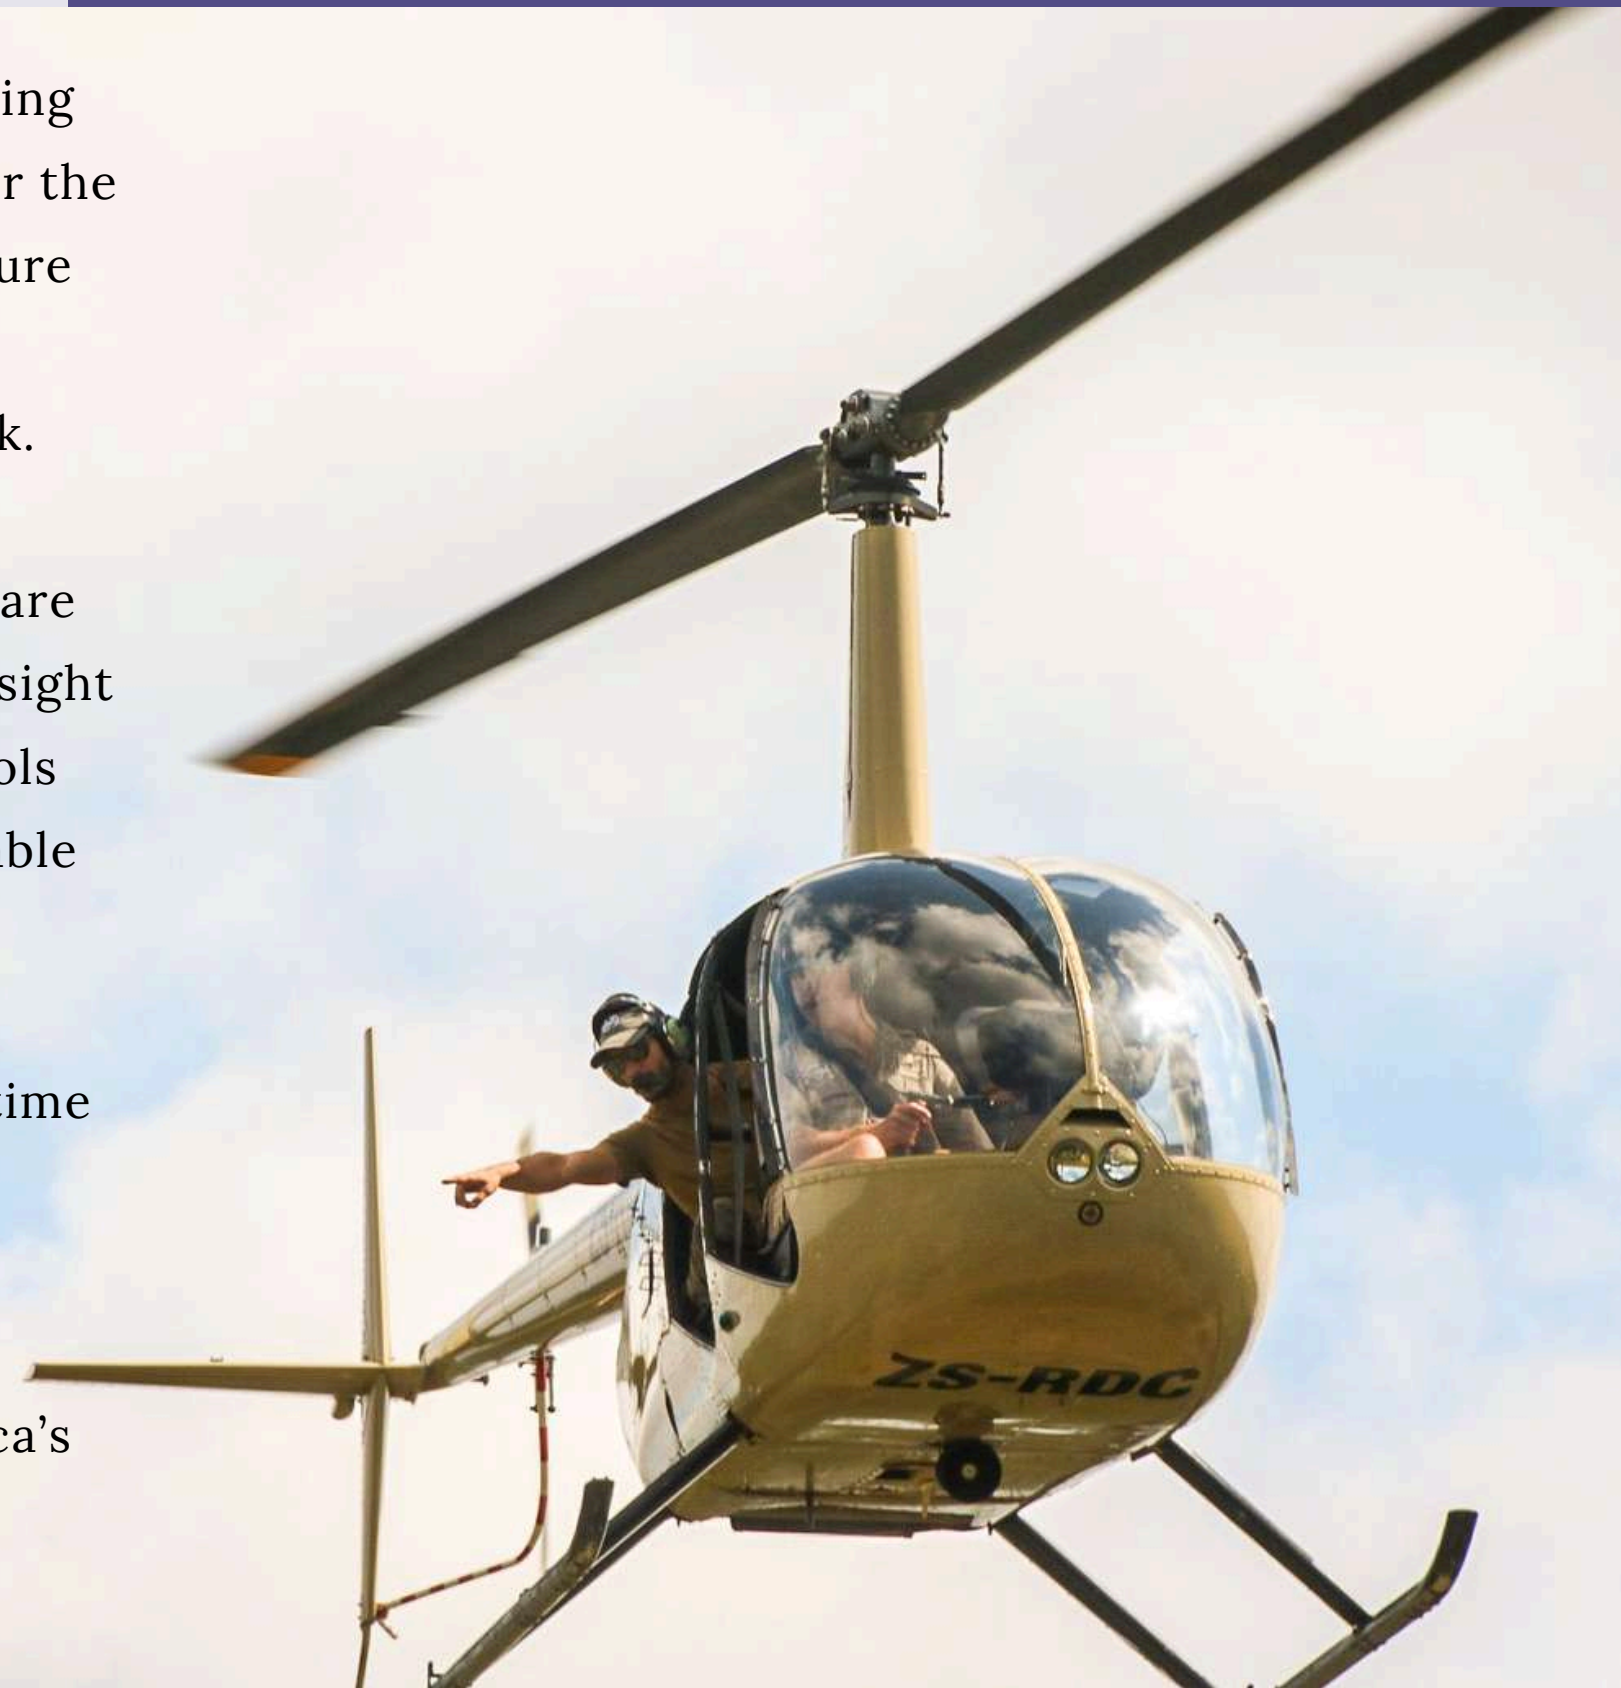 ing
r the
ure
k.
are
sight
ols
ble
time
ca’s
ZS-RDC